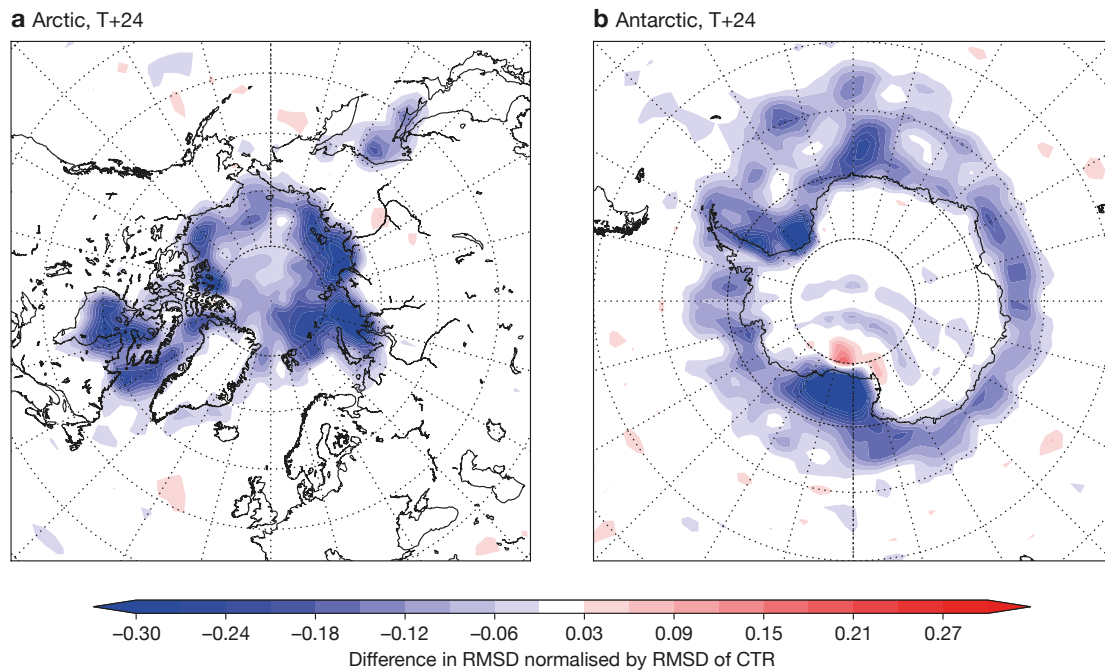 a Arctic, T+24
b Antarctic, T+24
−0.30 −0.24 −0.18 −0.12 −0.06 0.03 0.09 0.15 0.21 0.27
Difference in RMSD normalised by RMSD of CTR